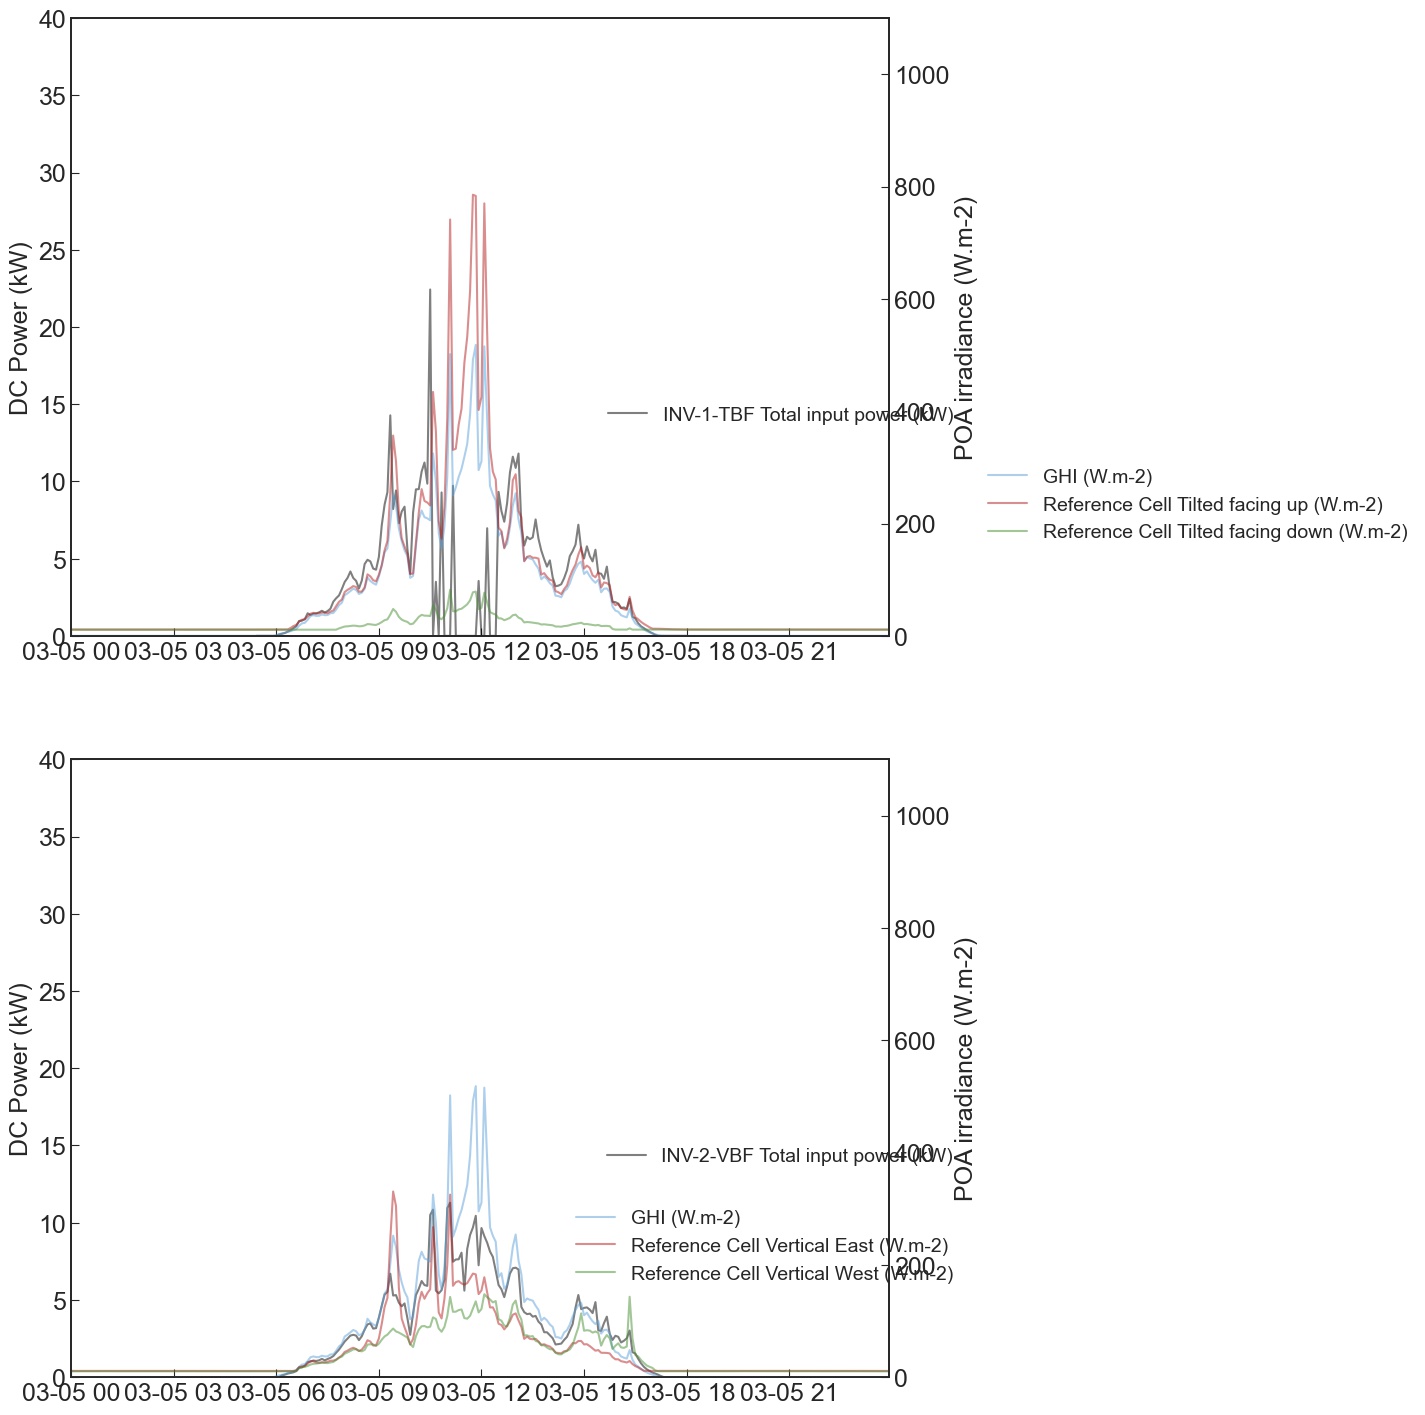 40
35
30
25
20
15
10
5
0
DC Power (kW)
1000
800
600
400
200
0
POA irradiance (W.m-2)
INV-1-TBF Total input power (kW)
GHI (W.m-2)
Reference Cell Tilted facing up (W.m-2)
Reference Cell Tilted facing down (W.m-2)
03-05 00 03-05 03 03-05 06 03-05 09 03-05 12 03-05 15 03-05 18 03-05 21
40
35
30
25
20
15
10
5
0
DC Power (kW)
1000
800
600
400
200
0
POA irradiance (W.m-2)
INV-2-VBF Total input power (kW)
GHI (W.m-2)
Reference Cell Vertical East (W.m-2)
Reference Cell Vertical West (W.m-2)
03-05 00 03-05 03 03-05 06 03-05 09 03-05 12 03-05 15 03-05 18 03-05 21